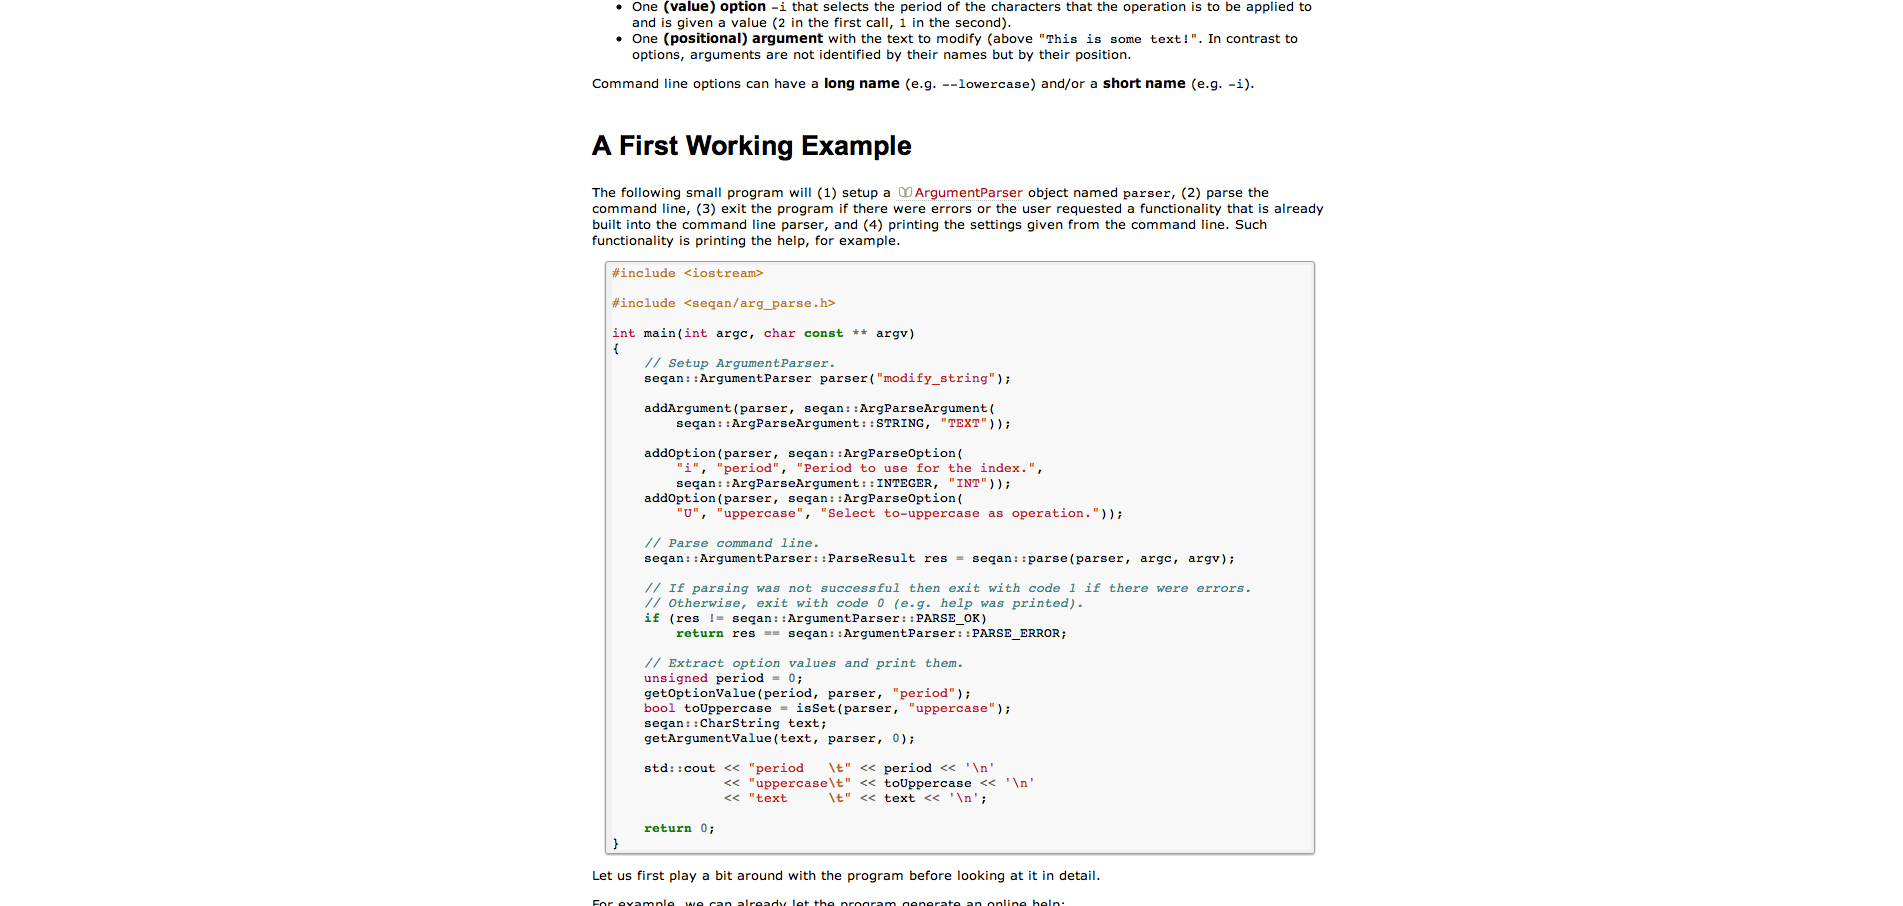 • One (value) option -i that selects the period of the characters that the operation is to be applied to
and is given a value (2 in the first call, 1 in the second).
• One (positional) argument with the text to modify (above "This is some text!". In contrast to
options, arguments are not identified by their names but by their position.
Command line options can have a long name (e.g. --lowercase) and/or a short name (e.g. -i).
A First Working Example
The following small program will (1) setup a ArgumentParser object named parser, (2) parse the
command line, (3) exit the program if there were errors or the user requested a functionality that is already
built into the command line parser, and (4) printing the settings given from the command line. Such
functionality is printing the help, for example.
#include <iostream>
#include <seqan/arg_parse.h>
int main(int argc, char const ** argv)
{
    // Setup ArgumentParser.
    seqan::ArgumentParser parser("modify_string");
    addArgument(parser, seqan::ArgParseArgument(
        seqan::ArgParseArgument::STRING, "TEXT"));
    addOption(parser, seqan::ArgParseOption(
        "i", "period", "Period to use for the index.",
        seqan::ArgParseArgument::INTEGER, "INT"));
    addOption(parser, seqan::ArgParseOption(
        "U", "uppercase", "Select to-uppercase as operation."));
    // Parse command line.
    seqan::ArgumentParser::ParseResult res = seqan::parse(parser, argc, argv);
    // If parsing was not successful then exit with code 1 if there were errors.
    // Otherwise, exit with code 0 (e.g. help was printed).
    if (res != seqan::ArgumentParser::PARSE_OK)
        return res == seqan::ArgumentParser::PARSE_ERROR;
    // Extract option values and print them.
    unsigned period = 0;
    getOptionValue(period, parser, "period");
    bool toUppercase = isSet(parser, "uppercase");
    seqan::CharString text;
    getArgumentValue(text, parser, 0);
    std::cout << "period   \t" << period << '\n'
              << "uppercase\t" << toUppercase << '\n'
              << "text     \t" << text << '\n';
    return 0;
}
Let us first play a bit around with the program before looking at it in detail.
For example, we can already let the program generate an online help: